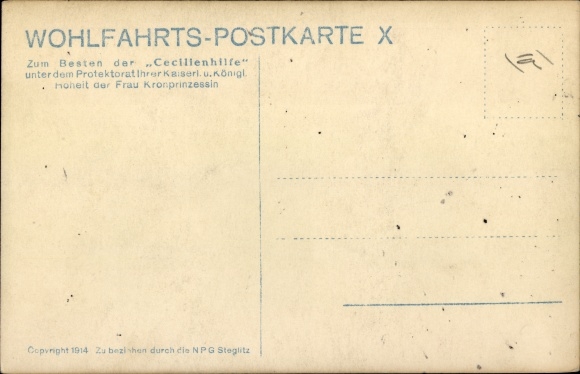 WOHLFAHRTS-POSTKARTE X
Zum Besten der „Cecilienhilfe“
unter dem Protektorat Ihrer Kaiserl. u. Königl.
Hoheit der Frau Kronprinzessin
Copyright 1914 Zu beziehen durch die NPG Steglitz